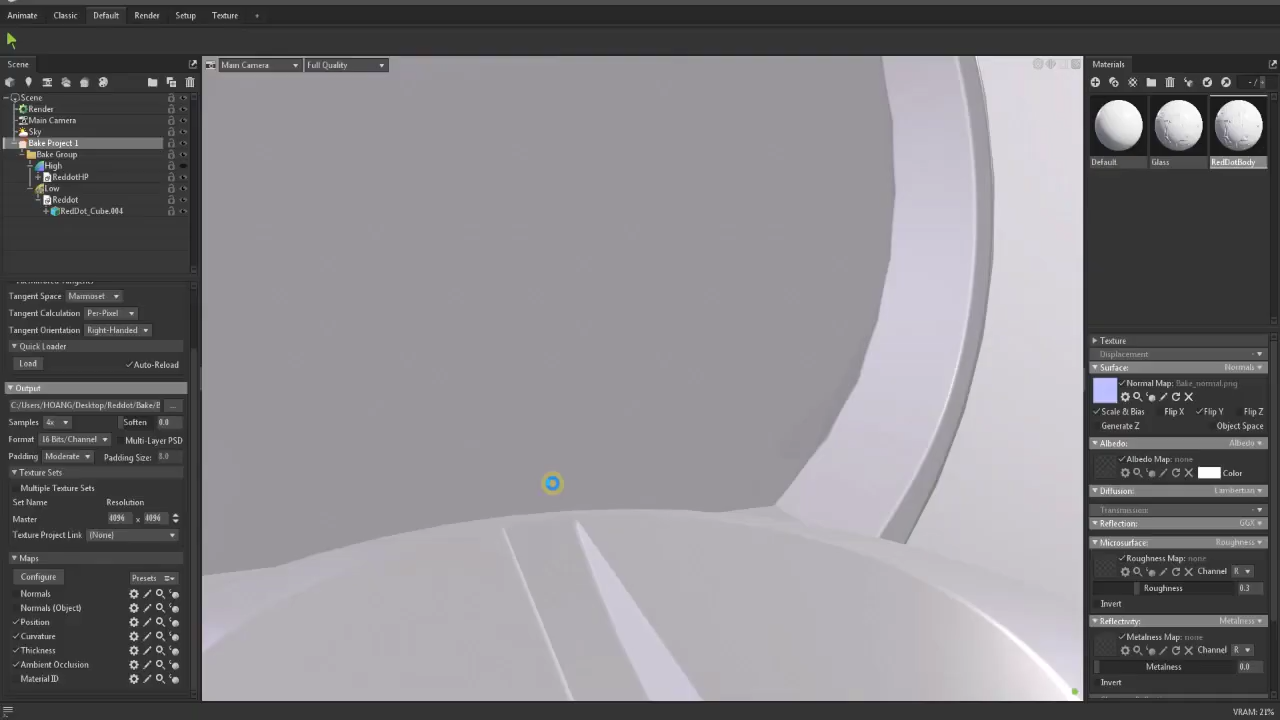 Animate Classic Default Render Setup Texture +
Scene
Main Camera Full Quality
Materials
Scene
Render
Main Camera
Sky
Bake Project 1
Bake Group
High
ReddotHP
Low
Reddot
RedDot_Cube.004
Default Glass RedDotBody
Tangent Space Marmoset
Tangent Calculation Per-Pixel
Tangent Orientation Right-Handed
Quick Loader
Load Auto-Reload
Output
C:/Users/HOANG/Desktop/Reddot/Bake/B ...
Samples 4x Soften 0.0
Format 16 Bits/Channel Multi-Layer PSD
Padding Moderate Padding Size: 8.0
Texture Sets
Multiple Texture Sets
Set Name Resolution
Master 4096 x 4096
Texture Project Link (None)
Maps
Configure Presets
Normals
Normals (Object)
Position
Curvature
Thickness
Ambient Occlusion
Material ID
Texture
Displacement
Surface: Normals
Normal Map: Bake_normal.png
Scale & Bias Flip X Flip Y Flip Z
Generate Z Object Space
Albedo: Albedo
Albedo Map: none
Color
Diffusion: Lambertian
Transmission:
Reflection: GGX
Microsurface: Roughness
Roughness Map: none
Channel R
Roughness 0.3
Invert
Reflectivity: Metalness
Metalness Map: none
Channel R
Metalness 0.0
Invert
VRAM: 21%